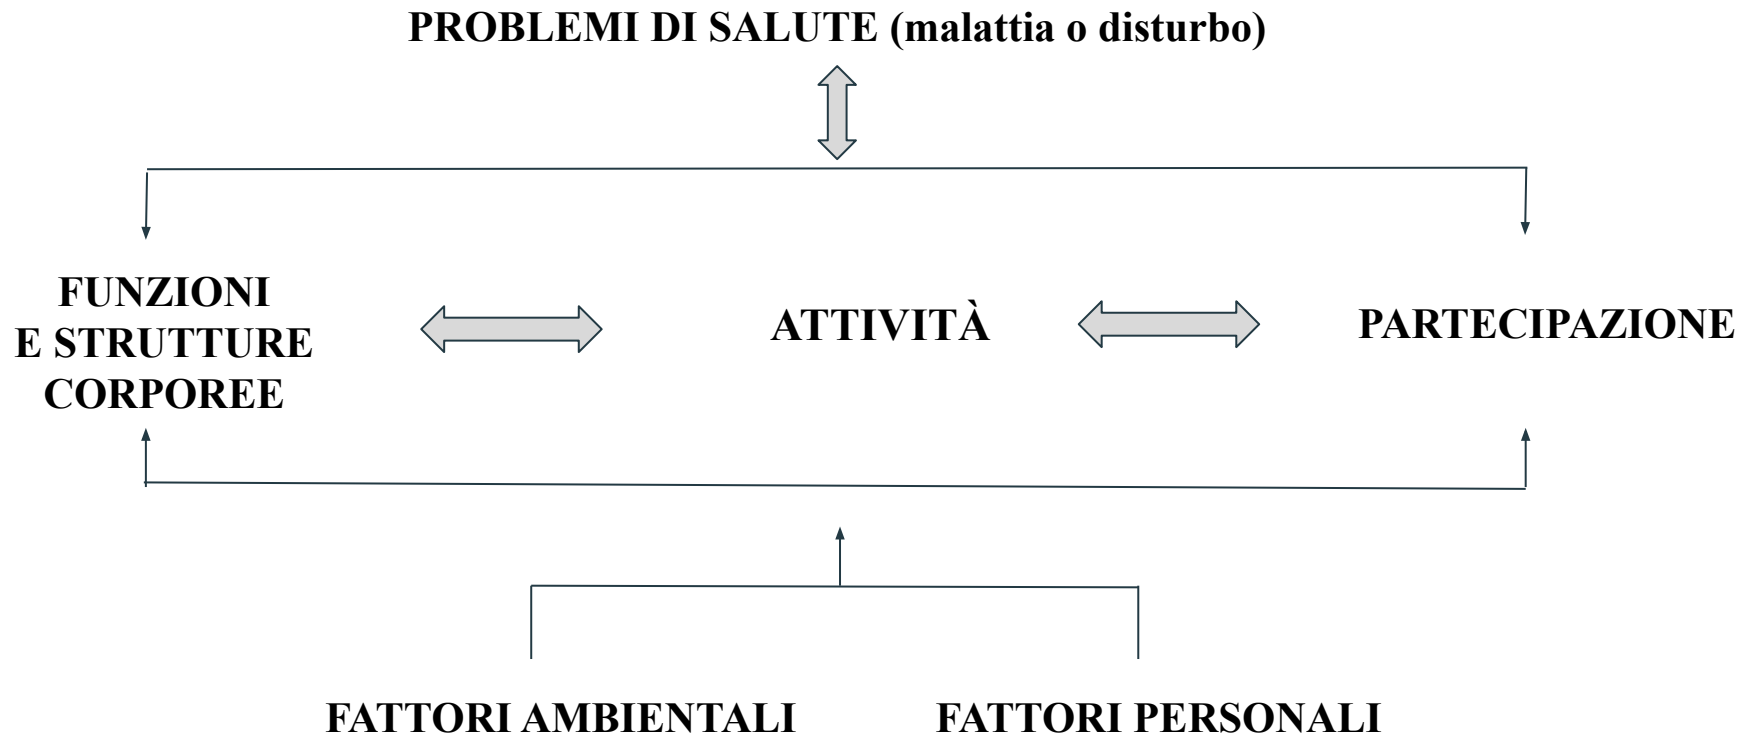 PROBLEMI DI SALUTE (malattia o disturbo)
FUNZIONI
E STRUTTURE
CORPOREE
ATTIVITÀ
PARTECIPAZIONE
FATTORI AMBIENTALI
FATTORI PERSONALI